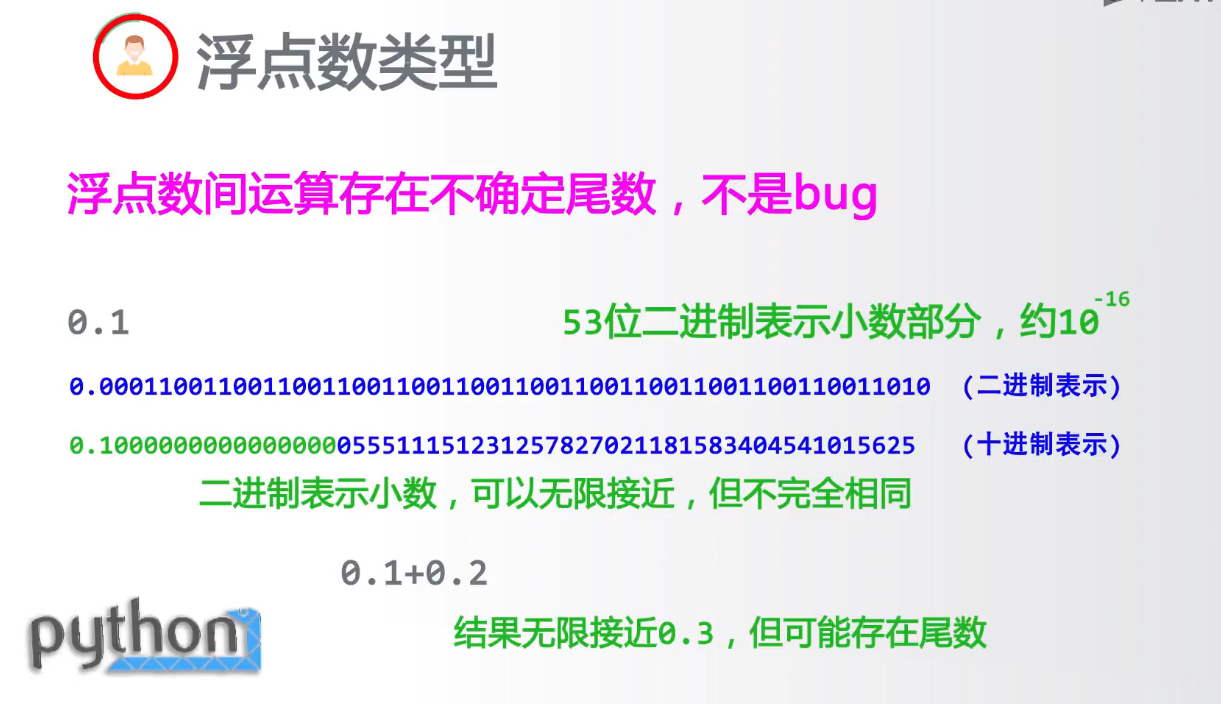 浮点数类型
浮点数间运算存在不确定尾数，不是bug
0.1
53位二进制表示小数部分，约10-16
0.00011001100110011001100110011001100110011001100110011010 (二进制表示)
0.1000000000000000055511151231257827021181583404541015625 (十进制表示)
二进制表示小数，可以无限接近，但不完全相同
0.1+0.2
结果无限接近0.3，但可能存在尾数
python